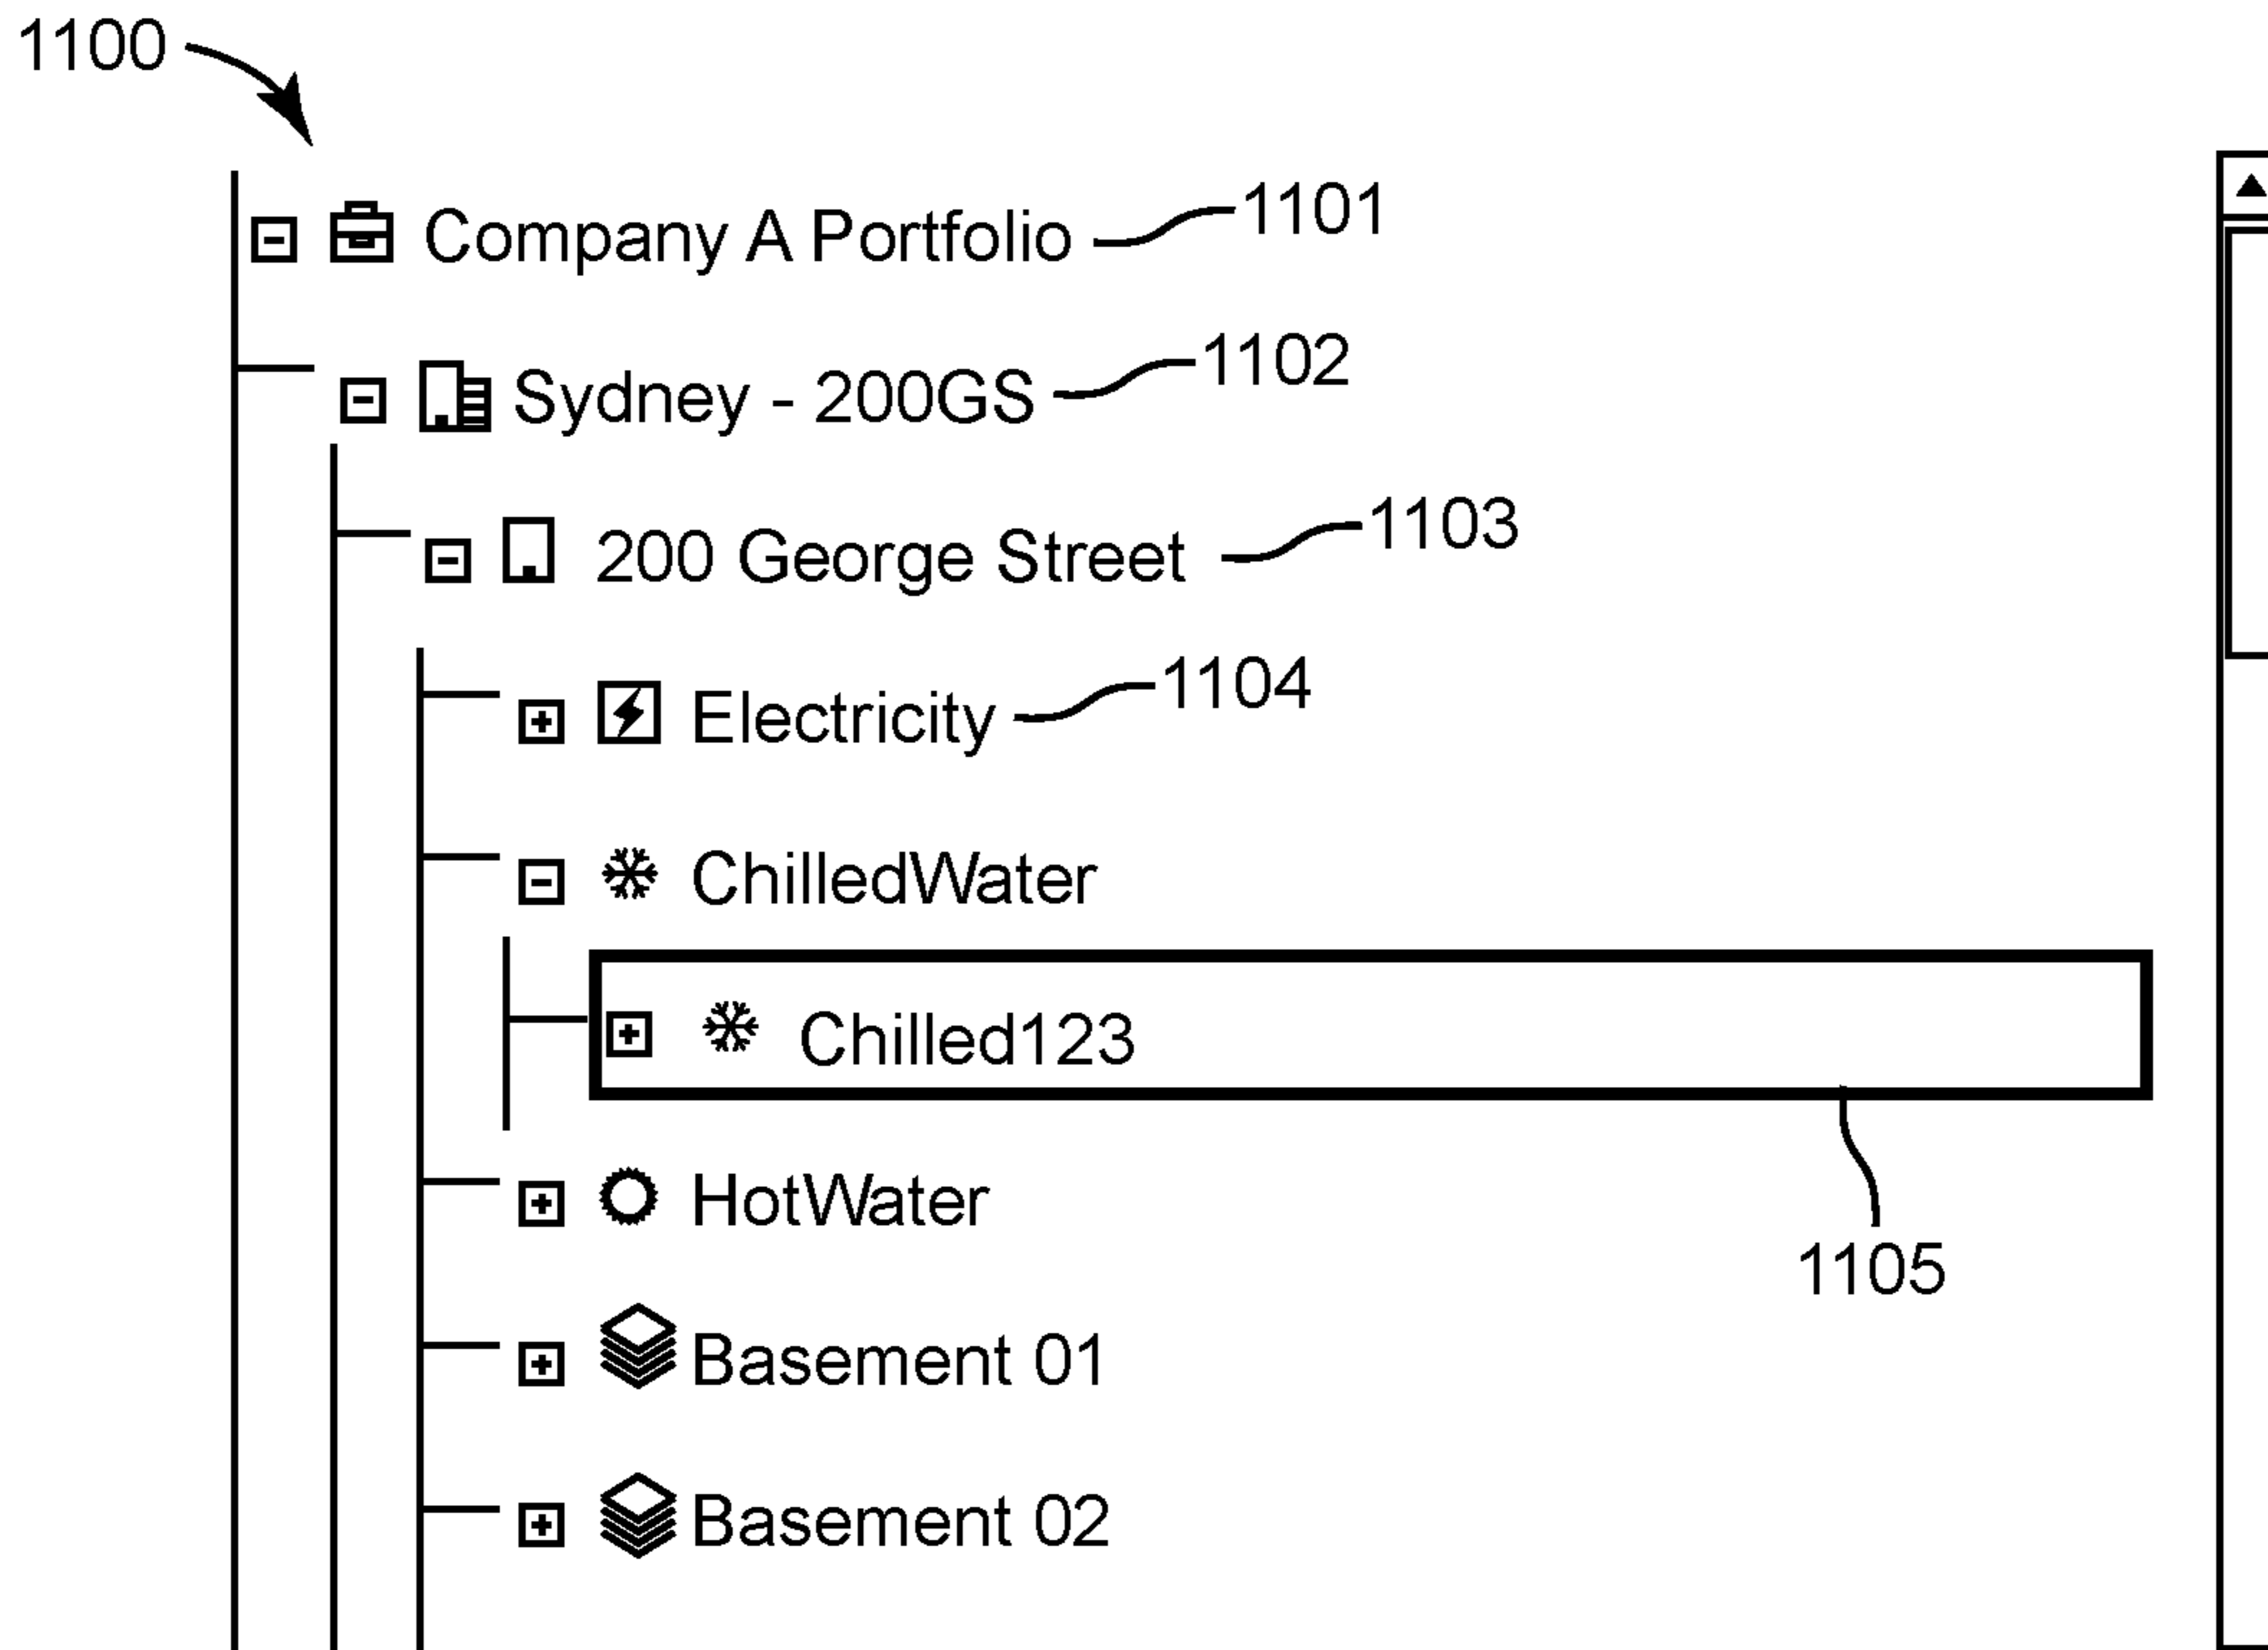 1100
Company A Portfolio 1101
Sydney - 200GS 1102
200 George Street 1103
Electricity 1104
ChilledWater
Chilled123
HotWater
1105
Basement 01
Basement 02